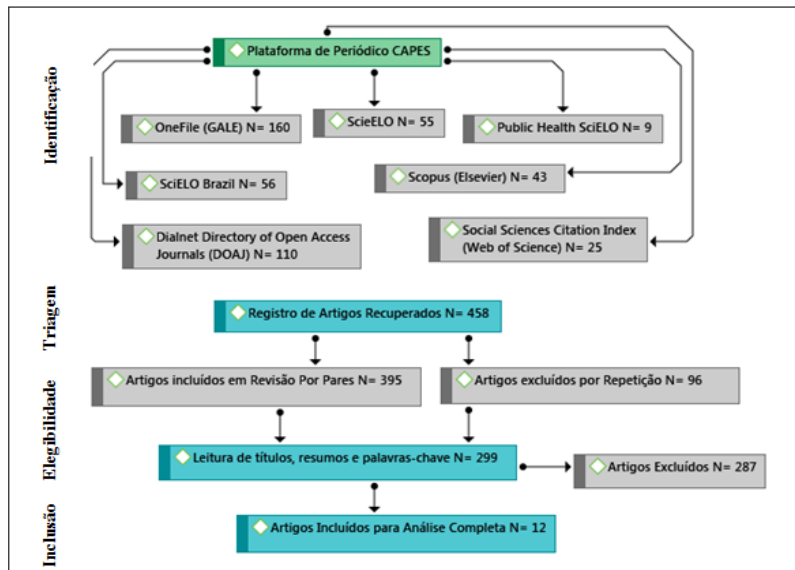 Identificação
Plataforma de Periódico CAPES
OneFile (GALE) N= 160
ScieELO N= 55
Public Health SciELO N= 9
SciELO Brazil N= 56
Scopus (Elsevier) N= 43
Dialnet Directory of Open Access
Journals (DOAJ) N= 110
Social Sciences Citation Index
(Web of Science) N= 25
Triagem
Registro de Artigos Recuperados N= 458
Elegibilidade
Artigos incluídos em Revisão Por Pares N= 395
Artigos excluídos por Repetição N= 96
Leitura de títulos, resumos e palavras-chave N= 299
Artigos Excluídos N= 287
Inclusão
Artigos Incluídos para Análise Completa N= 12